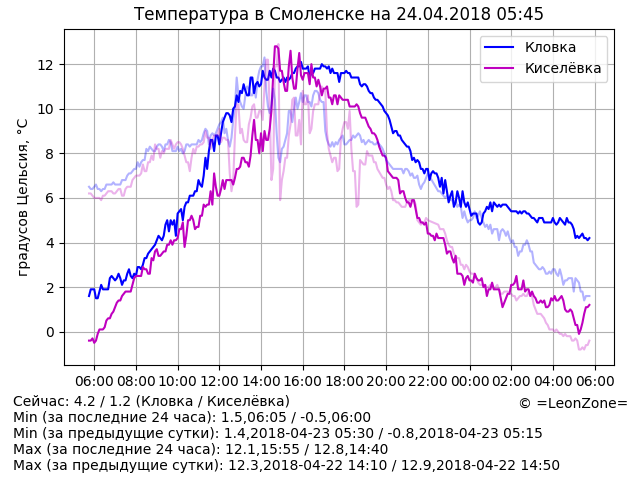 Температура в Смоленске на 24.04.2018 05:45
Кловка
Киселёвка
градусов Цельсия, °C
12
10
8
6
4
2
0
06:00 08:00 10:00 12:00 14:00 16:00 18:00 20:00 22:00 00:00 02:00 04:00 06:00
Сейчас: 4.2 / 1.2 (Кловка / Киселёвка)
© =LeonZone=
Min (за последние 24 часа): 1.5,06:05 / -0.5,06:00
Min (за предыдущие сутки): 1.4,2018-04-23 05:30 / -0.8,2018-04-23 05:15
Max (за последние 24 часа): 12.1,15:55 / 12.8,14:40
Max (за предыдущие сутки): 12.3,2018-04-22 14:10 / 12.9,2018-04-22 14:50